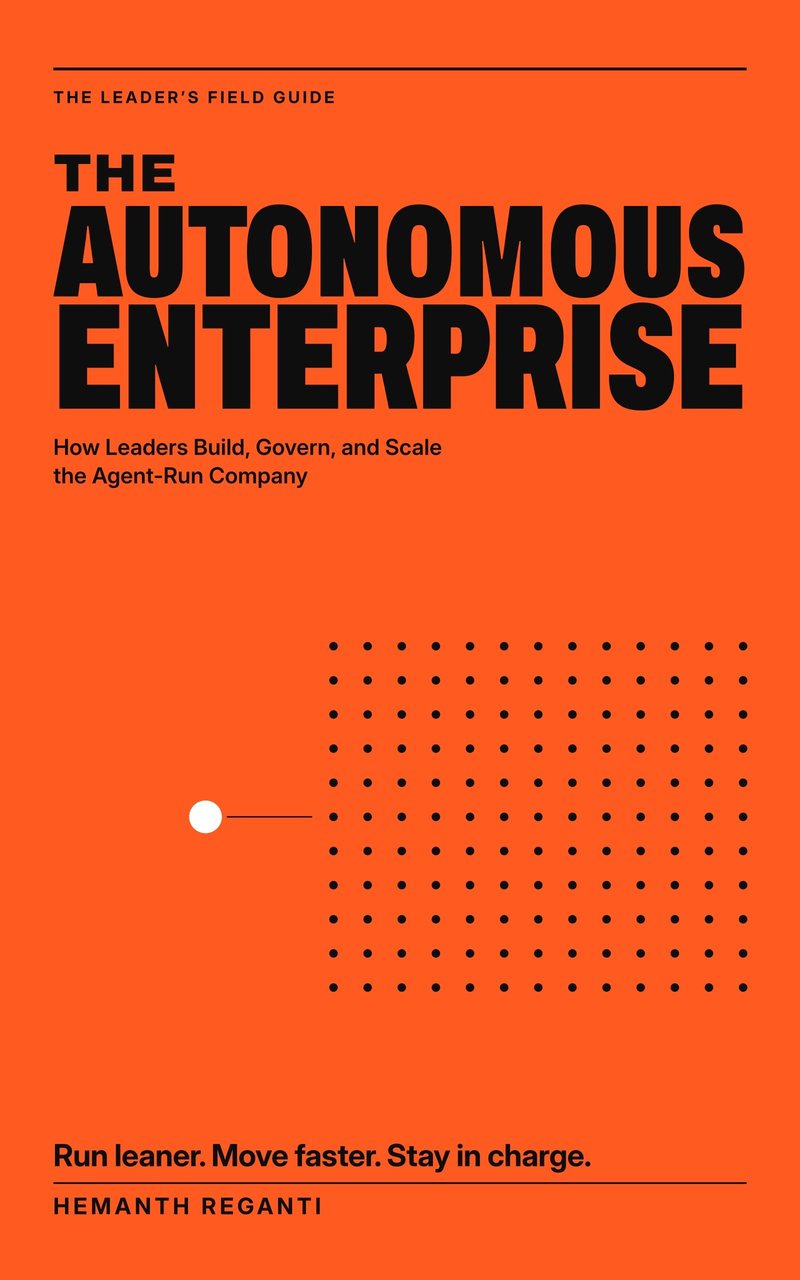 THE LEADER’S FIELD GUIDE
THE
AUTONOMOUS
ENTERPRISE
How Leaders Build, Govern, and Scale
the Agent-Run Company
Run leaner. Move faster. Stay in charge.
HEMANTH REGANTI